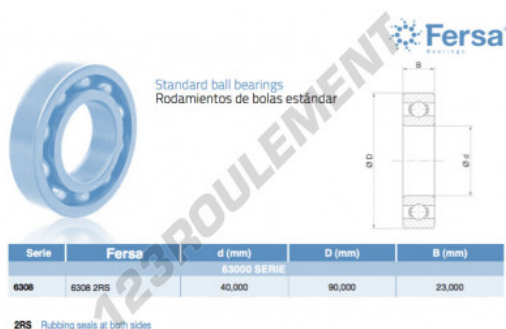 Fersa
Bearings
Standard ball bearings
Rodamientos de bolas estándar
B
Ø D
Ø d
Serie Fersa d (mm) D (mm) B (mm)
63000 SERIE
6308 6308 2RS 40,000 90,000 23,000
2RS Rubbing seals at both sides
123ROULEMENT